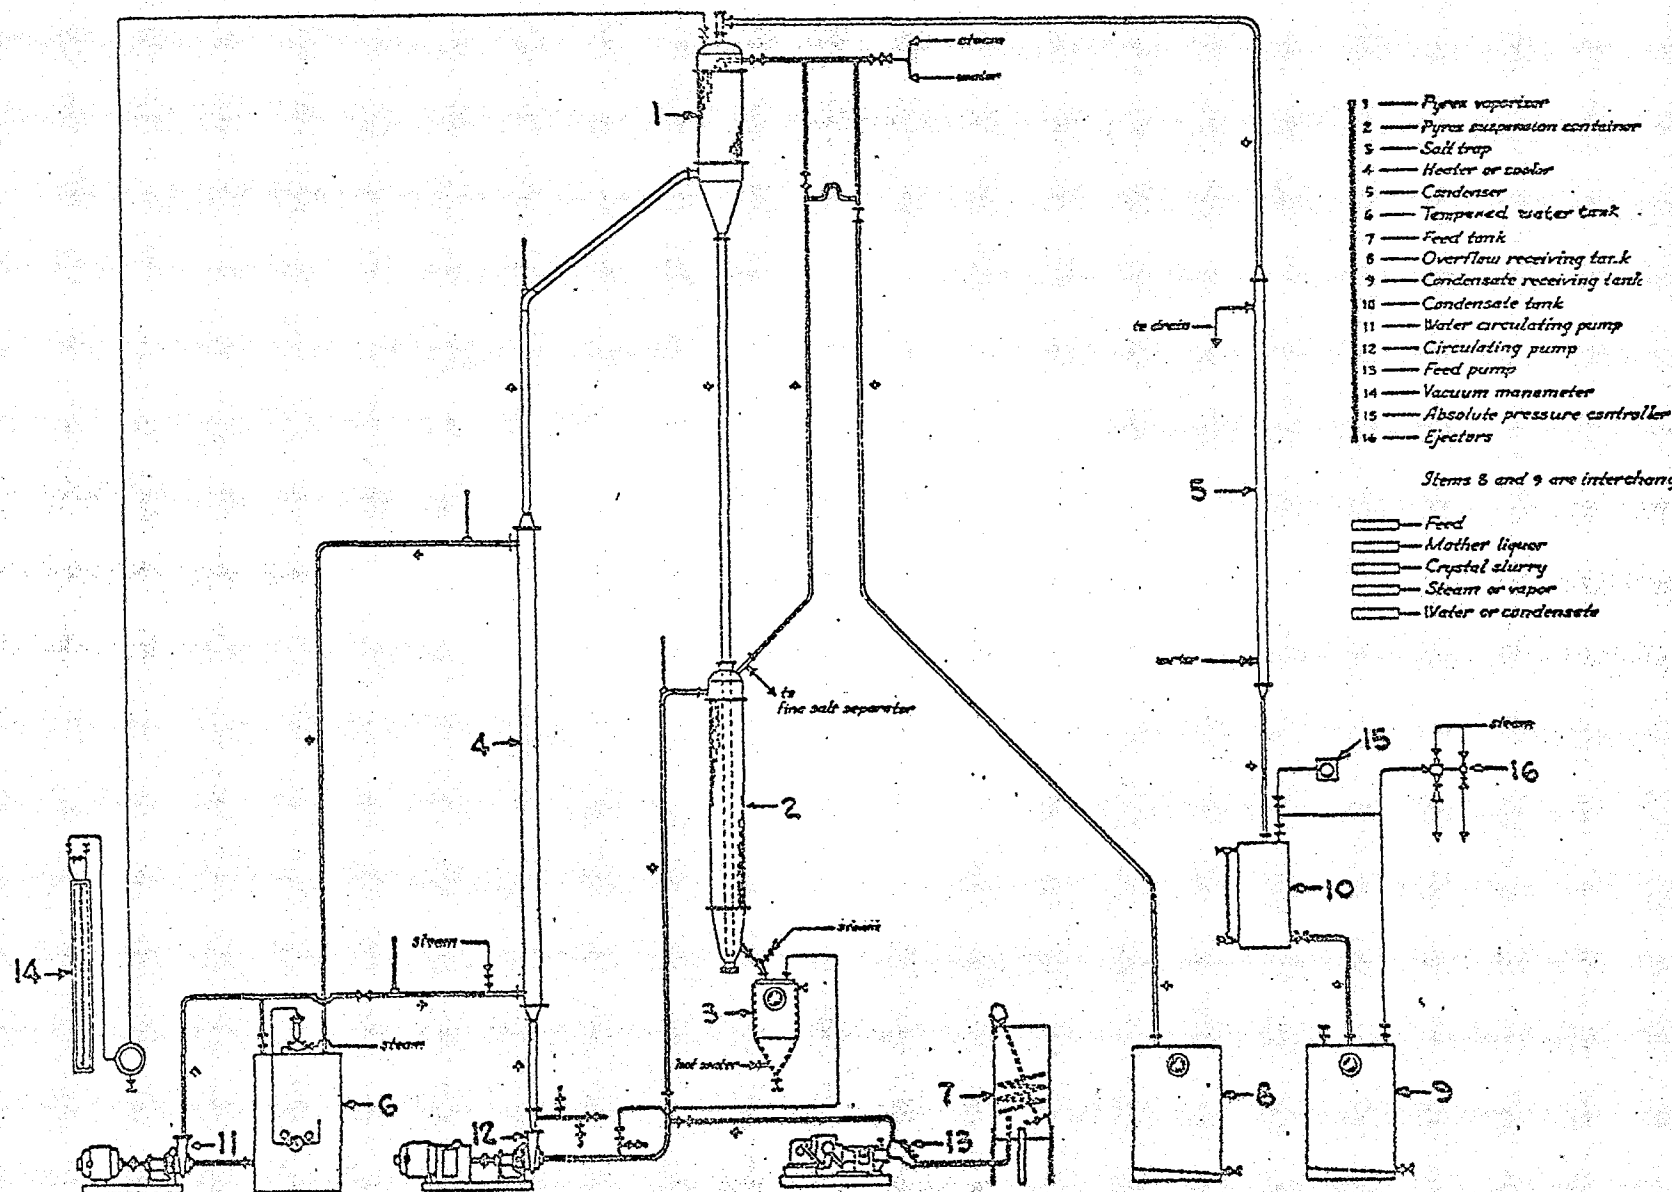 steam
water
1
1 Pyrex vaporizer
2 Pyrex suspension container
3 Salt trap
4 Heater or cooler
5 Condenser
6 Tempered water tank
7 Feed tank
8 Overflow receiving tank
9 Condensate receiving tank
10 Condensate tank
11 Water circulating pump
12 Circulating pump
13 Feed pump
14 Vacuum manometer
15 Absolute pressure controller
16 Ejectors
Items 8 and 9 are interchang
Feed
Mother liquor
Crystal slurry
Steam or vapor
Water or condensate
to drain
5
water
to
fine salt separator
4
2
15
steam
16
10
14
steam
steam
3
steam
hot water
6
7
8
9
11
12
13